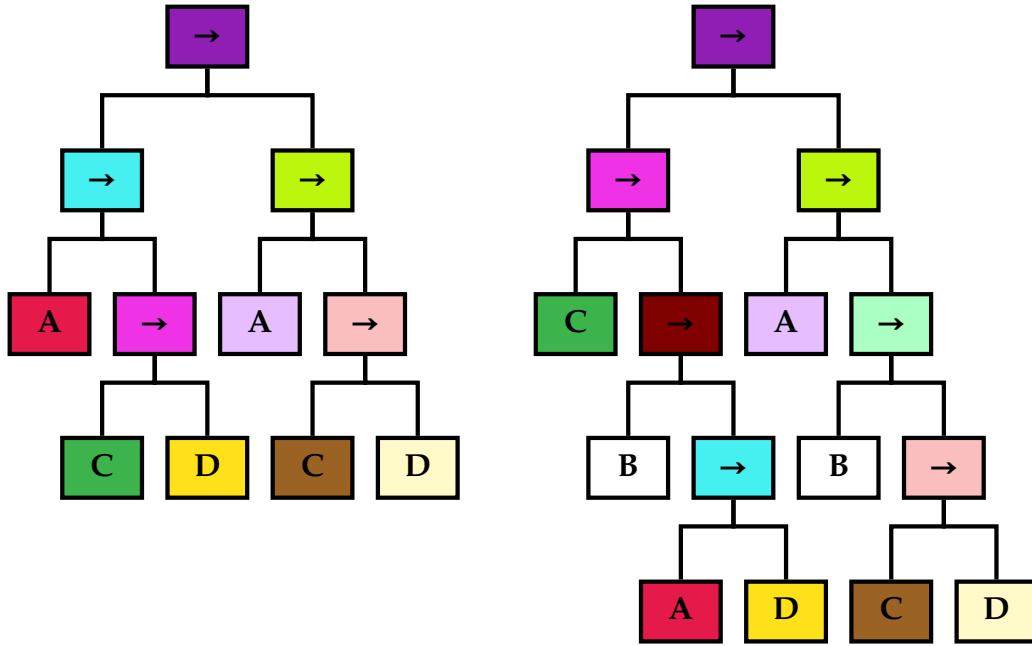 → →
→ → → →
A → A → C → A →
C D C D B → B →
A D C D